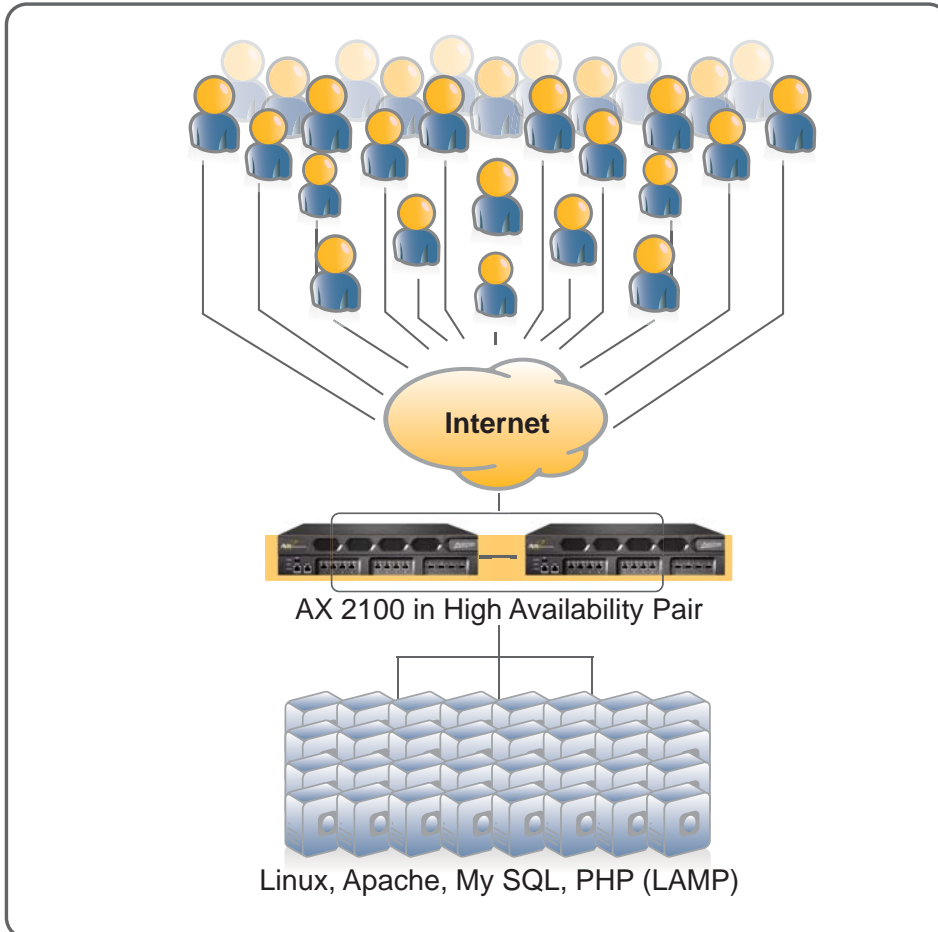 Internet
AX 2100 in High Availability Pair
Linux, Apache, My SQL, PHP (LAMP)